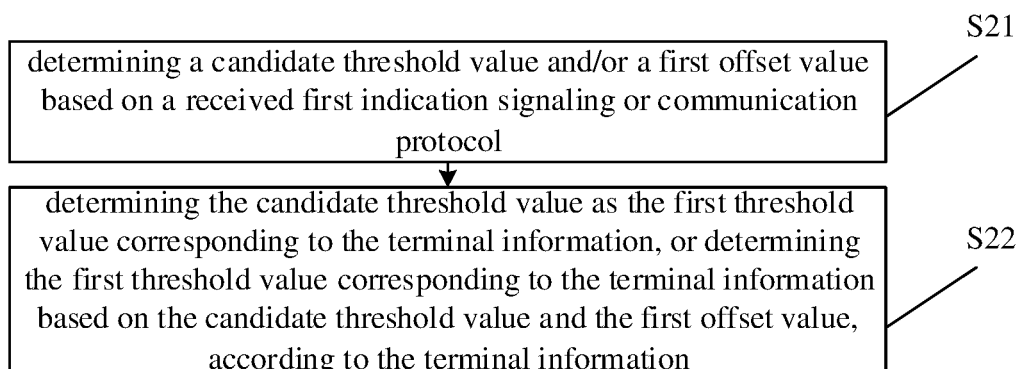 S21
determining a candidate threshold value and/or a first offset value
based on a received first indication signaling or communication
protocol
determining the candidate threshold value as the first threshold
value corresponding to the terminal information, or determining
the first threshold value corresponding to the terminal information
based on the candidate threshold value and the first offset value,
according to the terminal information
S22